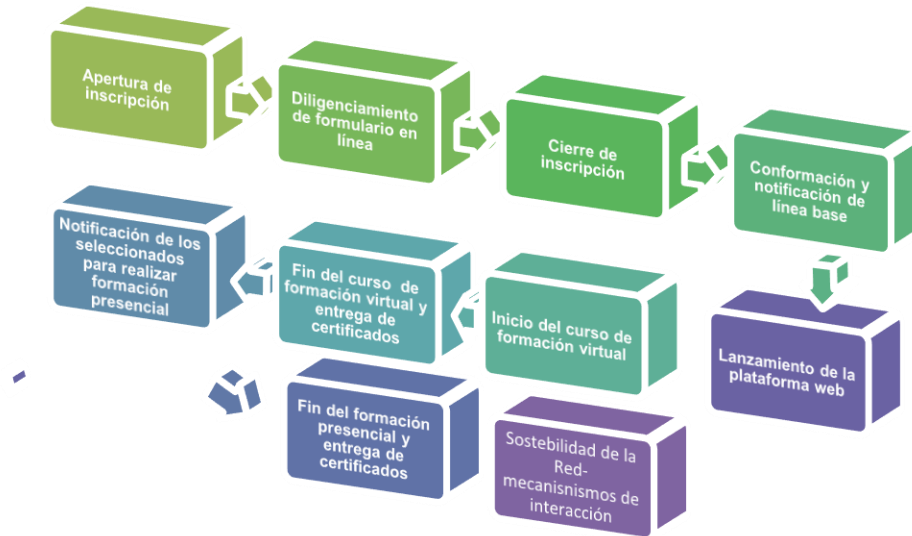 Apertura de
inscripción
Diligenciamiento
de formulario en
línea
Cierre de
inscripción
Conformación y
notificación de
línea base
Lanzamiento de la
plataforma web
Inicio del curso de
formación virtual
Fin del curso de
formación virtual y
entrega de
certificados
Notificación de los
seleccionados
para realizar
formación
presencial
Fin del formación
presencial y
entrega de
certificados
Sostebilidad de la
Red-
mecanisnismos de
interacción